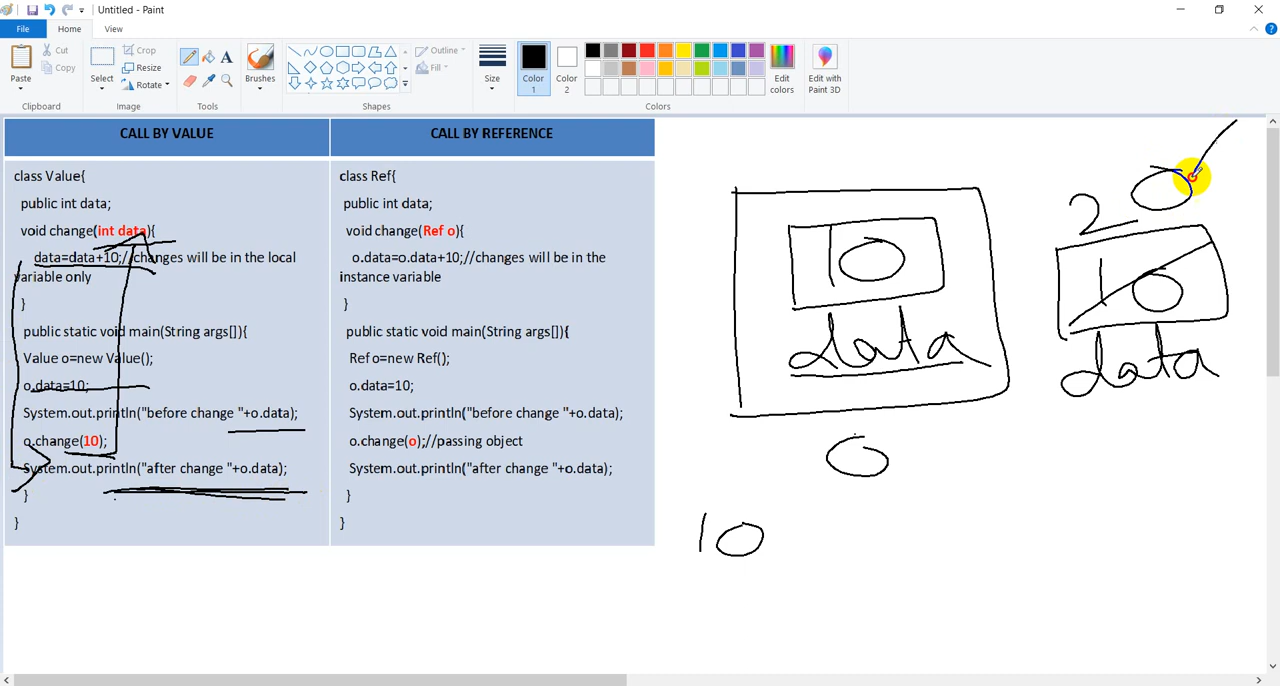 Untitled - Paint
File
Home
View
Paste
Cut
Copy
Clipboard
Select
Crop
Resize
Rotate
Image
A
Tools
Brushes
Shapes
Outline
Fill
Size
Color
1
Color
2
Edit
colors
Colors
Edit with
Paint 3D
CALL BY VALUE
class Value{
public int data;
void change(int data){
data=data+10;//changes will be in the local
variable only
}
public static void main(String args[]){
Value o=new Value();
o.data=10;
System.out.println("before change "+o.data);
o.change(10);
System.out.println("after change "+o.data);
}
}
CALL BY REFERENCE
class Ref{
public int data;
void change(Ref o){
data=o.data+10;//changes will be in the
instance variable
}
public static void main(String args[]){
Ref o=new Ref();
o.data=10;
System.out.println("before change "+o.data);
o.change(o);//passing object
System.out.println("after change "+o.data);
}
}
10
data
o
10
20
10
data